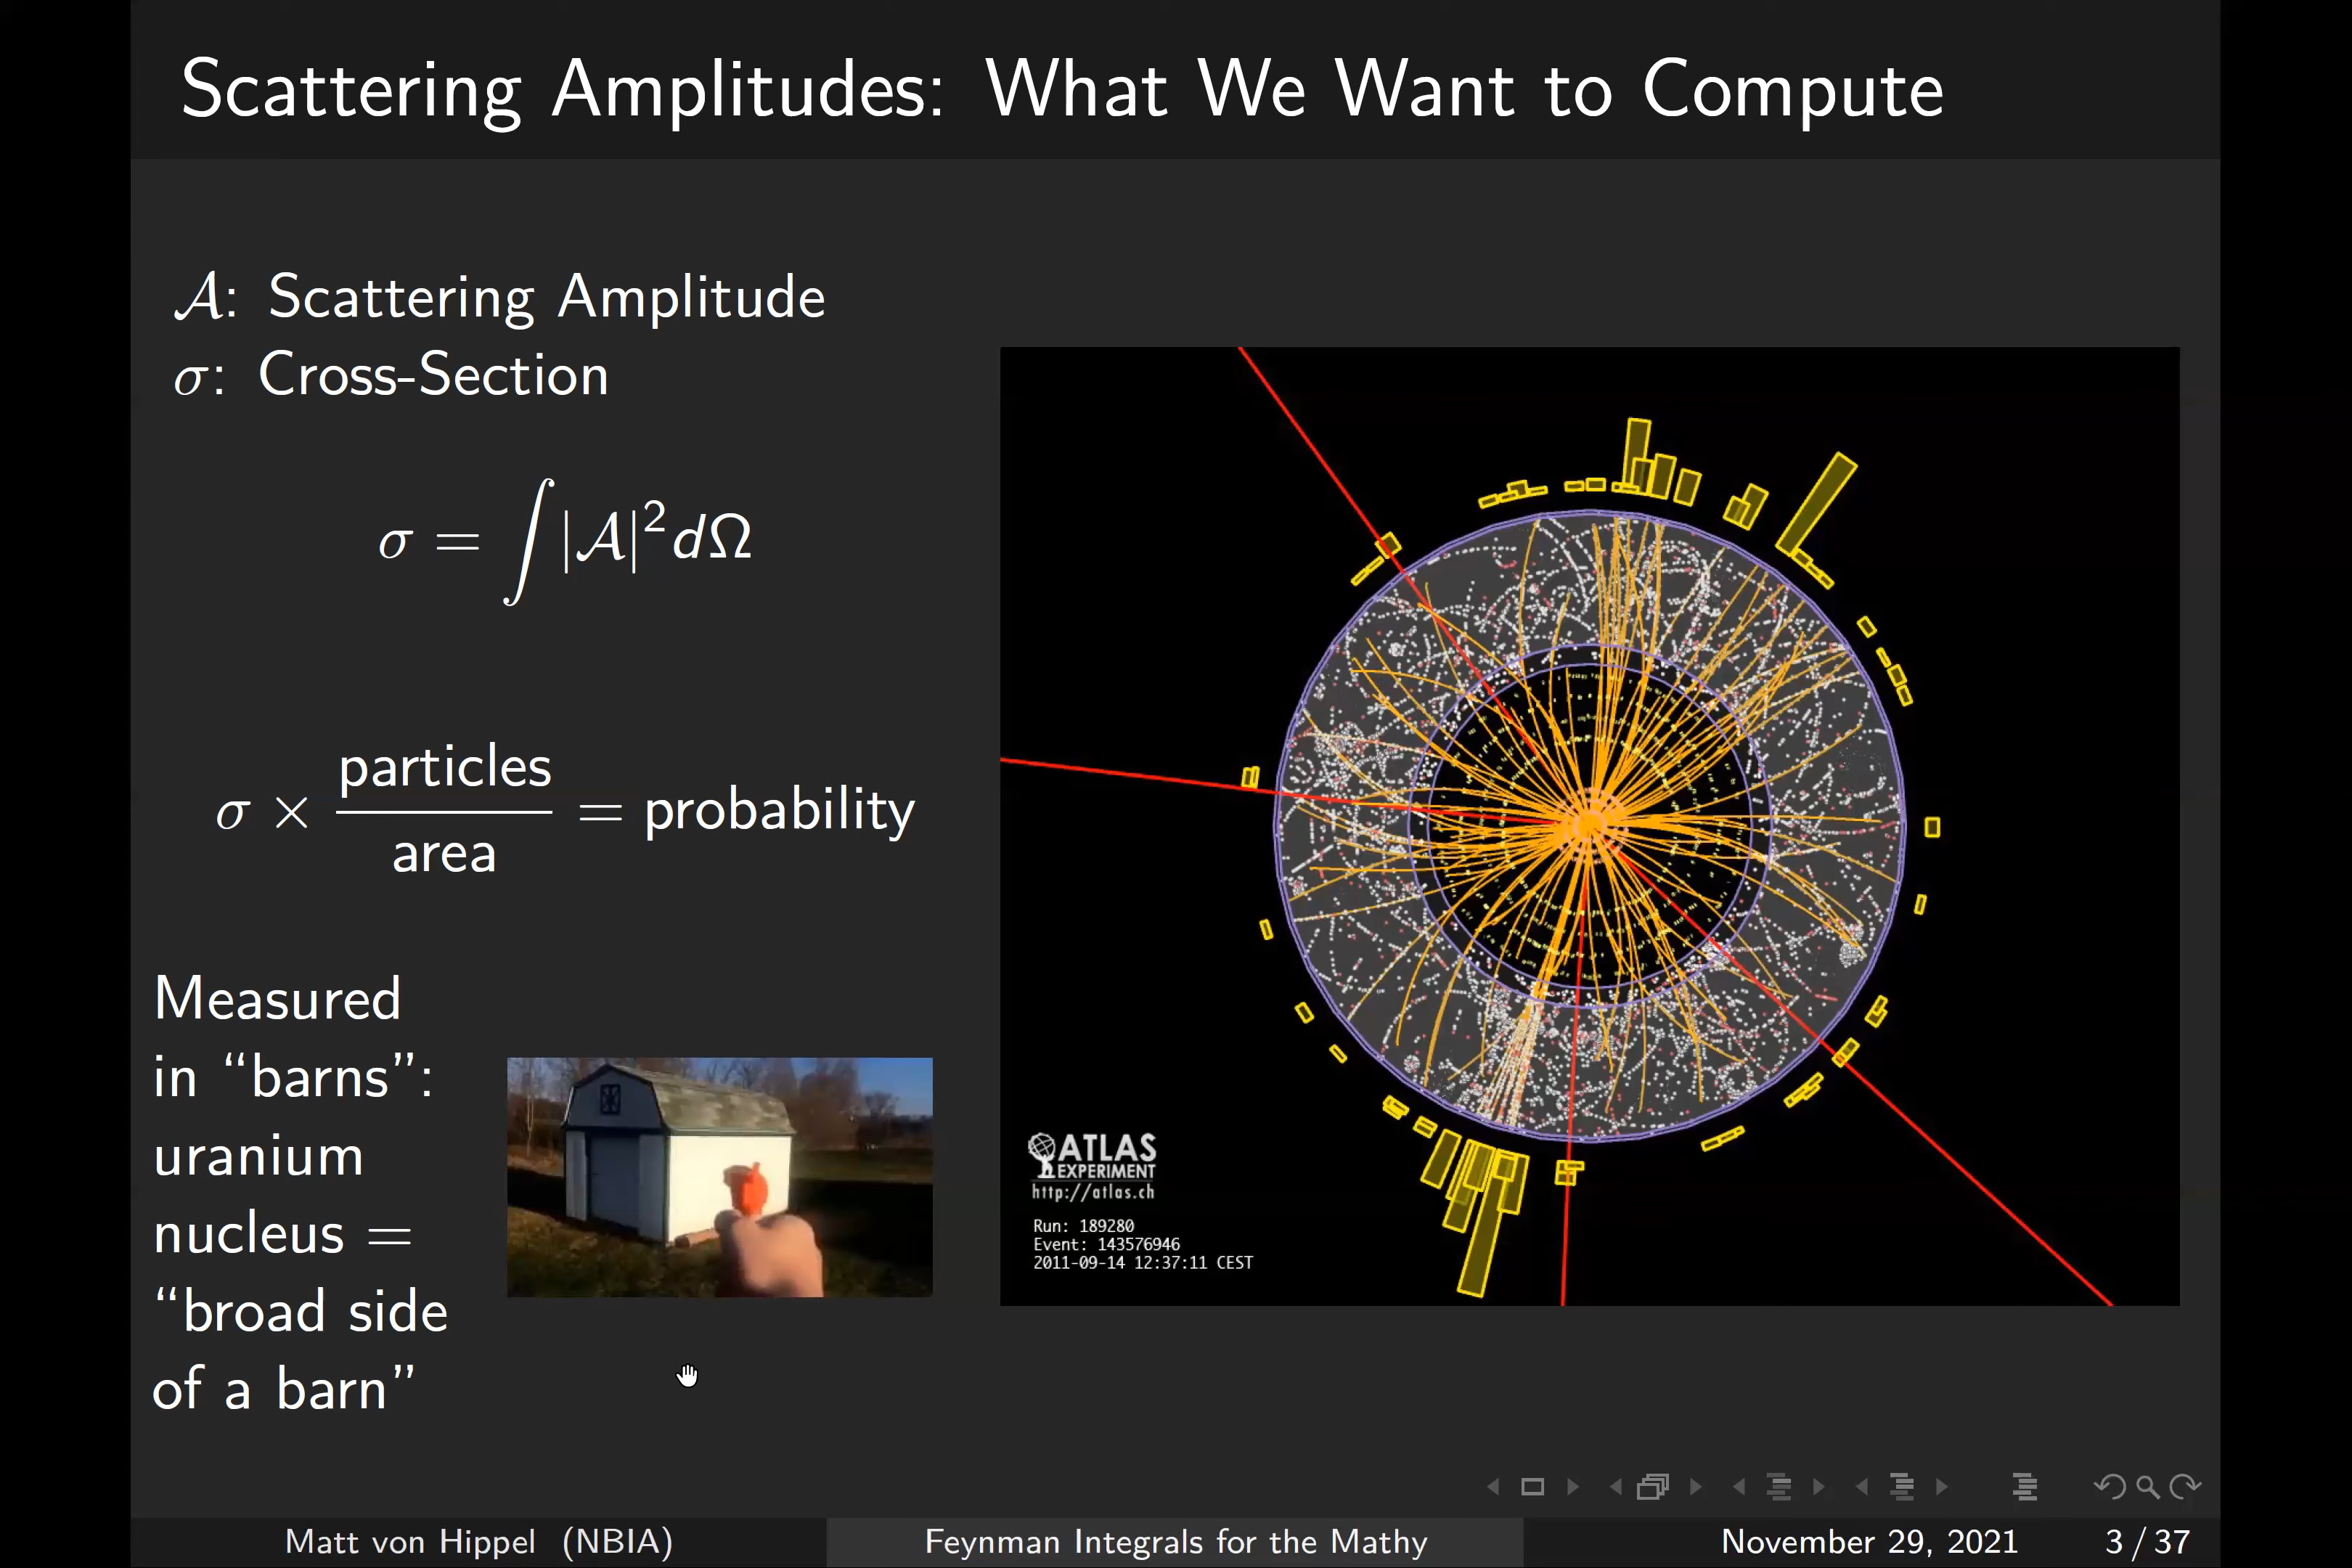 Scattering Amplitudes: What We Want to Compute
𝒜: Scattering Amplitude
σ: Cross-Section
σ = ∫ |𝒜|² dΩ
σ × particles / area = probability
Measured
in “barns”:
uranium
nucleus =
“broad side
of a barn”
ATLAS
EXPERIMENT
http://atlas.ch
Run: 189280
Event: 143576946
2011-09-14 12:37:11 CEST
Matt von Hippel (NBIA)
Feynman Integrals for the Mathy
November 29, 2021
3 / 37